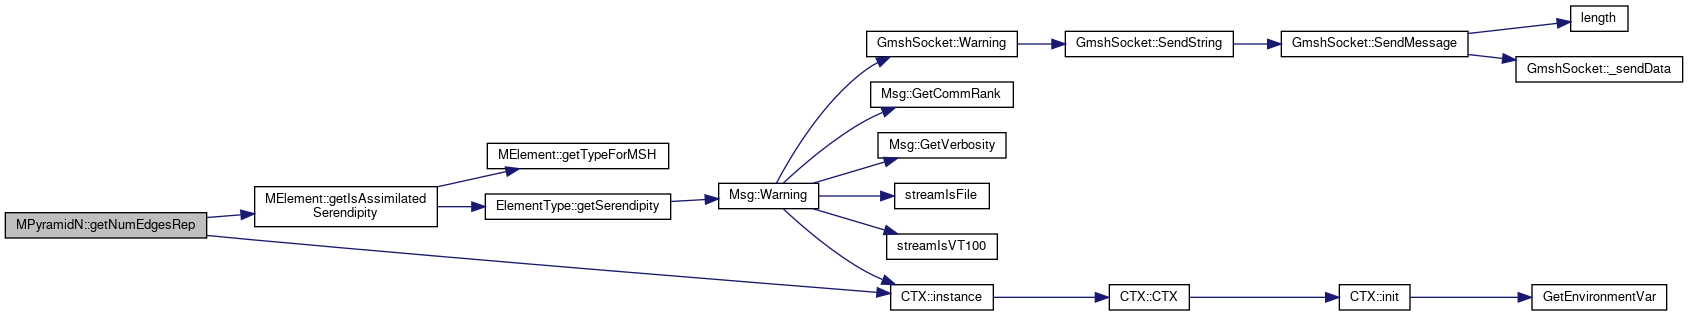 MPyramidN::getNumEdgesRep
MElement::getIsAssimilated
Serendipity
MElement::getTypeForMSH
ElementType::getSerendipity
Msg::Warning
GmshSocket::Warning
GmshSocket::SendString
GmshSocket::SendMessage
length
GmshSocket::_sendData
Msg::GetCommRank
Msg::GetVerbosity
streamIsFile
streamIsVT100
CTX::instance
CTX::CTX
CTX::init
GetEnvironmentVar